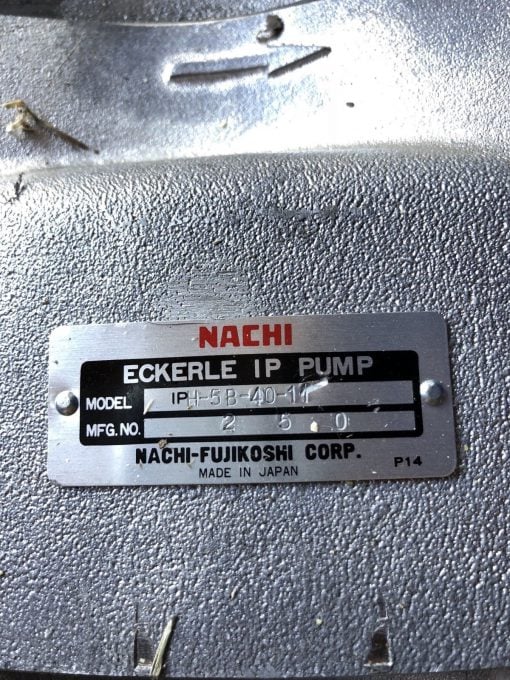 NACHI
ECKERLE IP PUMP
MODEL IPH-5B-40-11
MFG. NO. 2 5 0
NACHI-FUJIKOSHI CORP.
MADE IN JAPAN P14